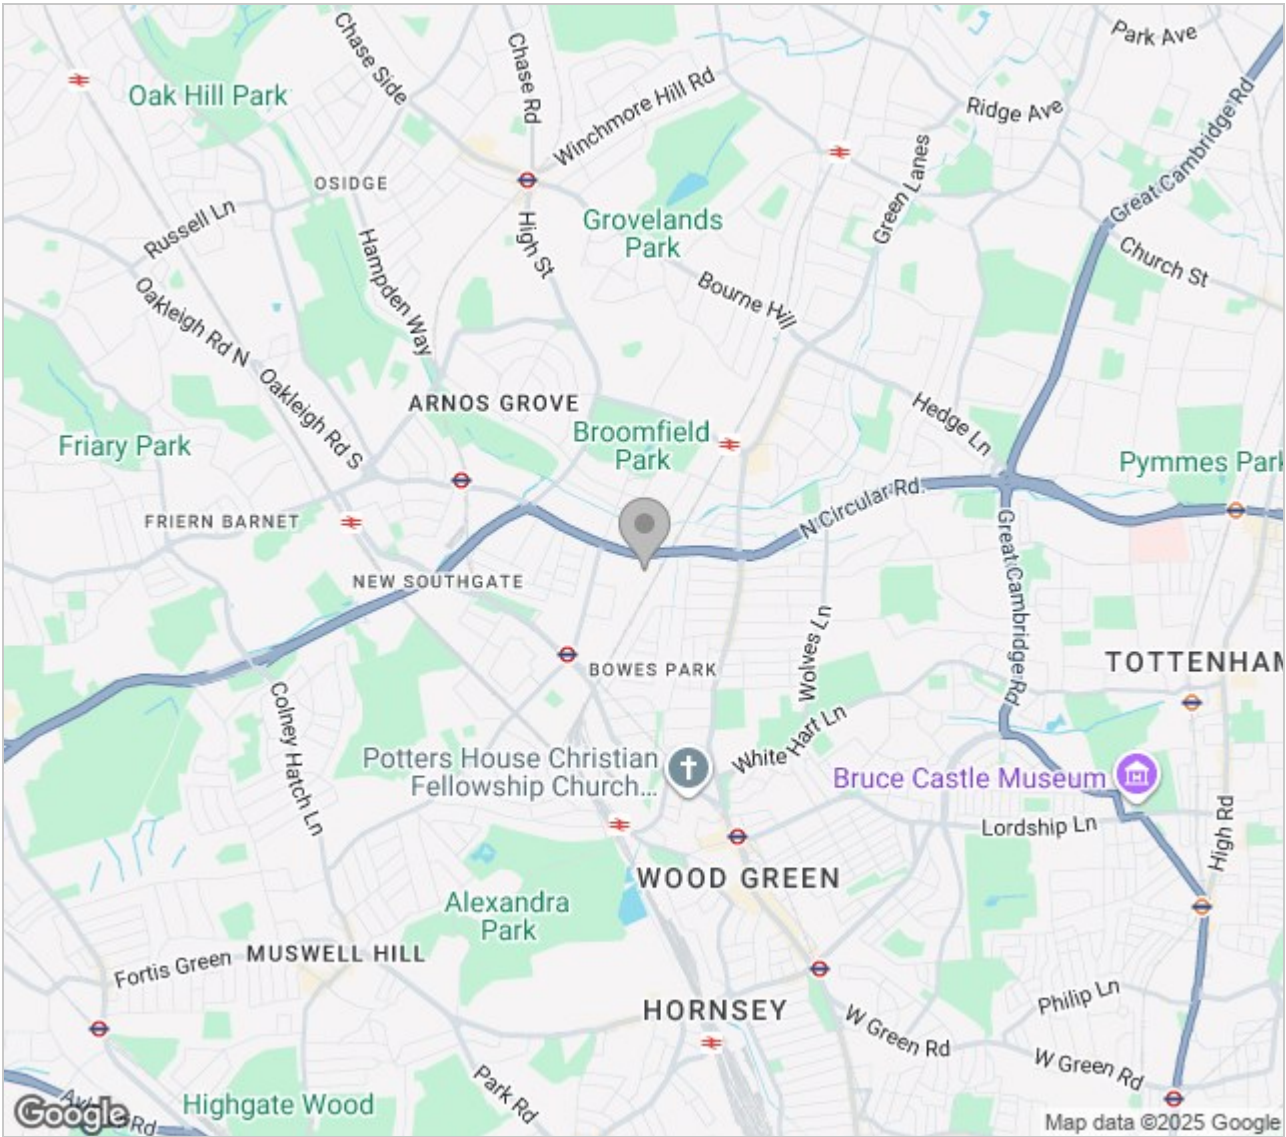 Park Ave
Chase Side
Chase Rd
Oak Hill Park
Winchmore Hill Rd
Ridge Ave
Great Cambridge Rd
OSIDGE
Green Lanes
Russell Ln
High St
Grovelands
Park
Hampden Way
Church St
Oakleigh Rd N
Bourne Hill
Oakleigh Rd S
ARNOS GROVE
Hedge Ln
Broomfield
Park
Friary Park
Pymmes Park
N Circular Rd.
FRIERN BARNET
Great Cambridge Rd
NEW SOUTHGATE
Wolves Ln
BOWES PARK
TOTTENHAM
Colney Hatch Ln
White Hart Ln
Potters House Christian
Fellowship Church...
Bruce Castle Museum
Lordship Ln
High Rd
WOOD GREEN
Alexandra
Park
MUSWELL HILL
Fortis Green
Philip Ln
HORNSEY
W Green Rd
W Green Rd
Park Rd
Highgate Wood
Google
Map data ©2025 Google